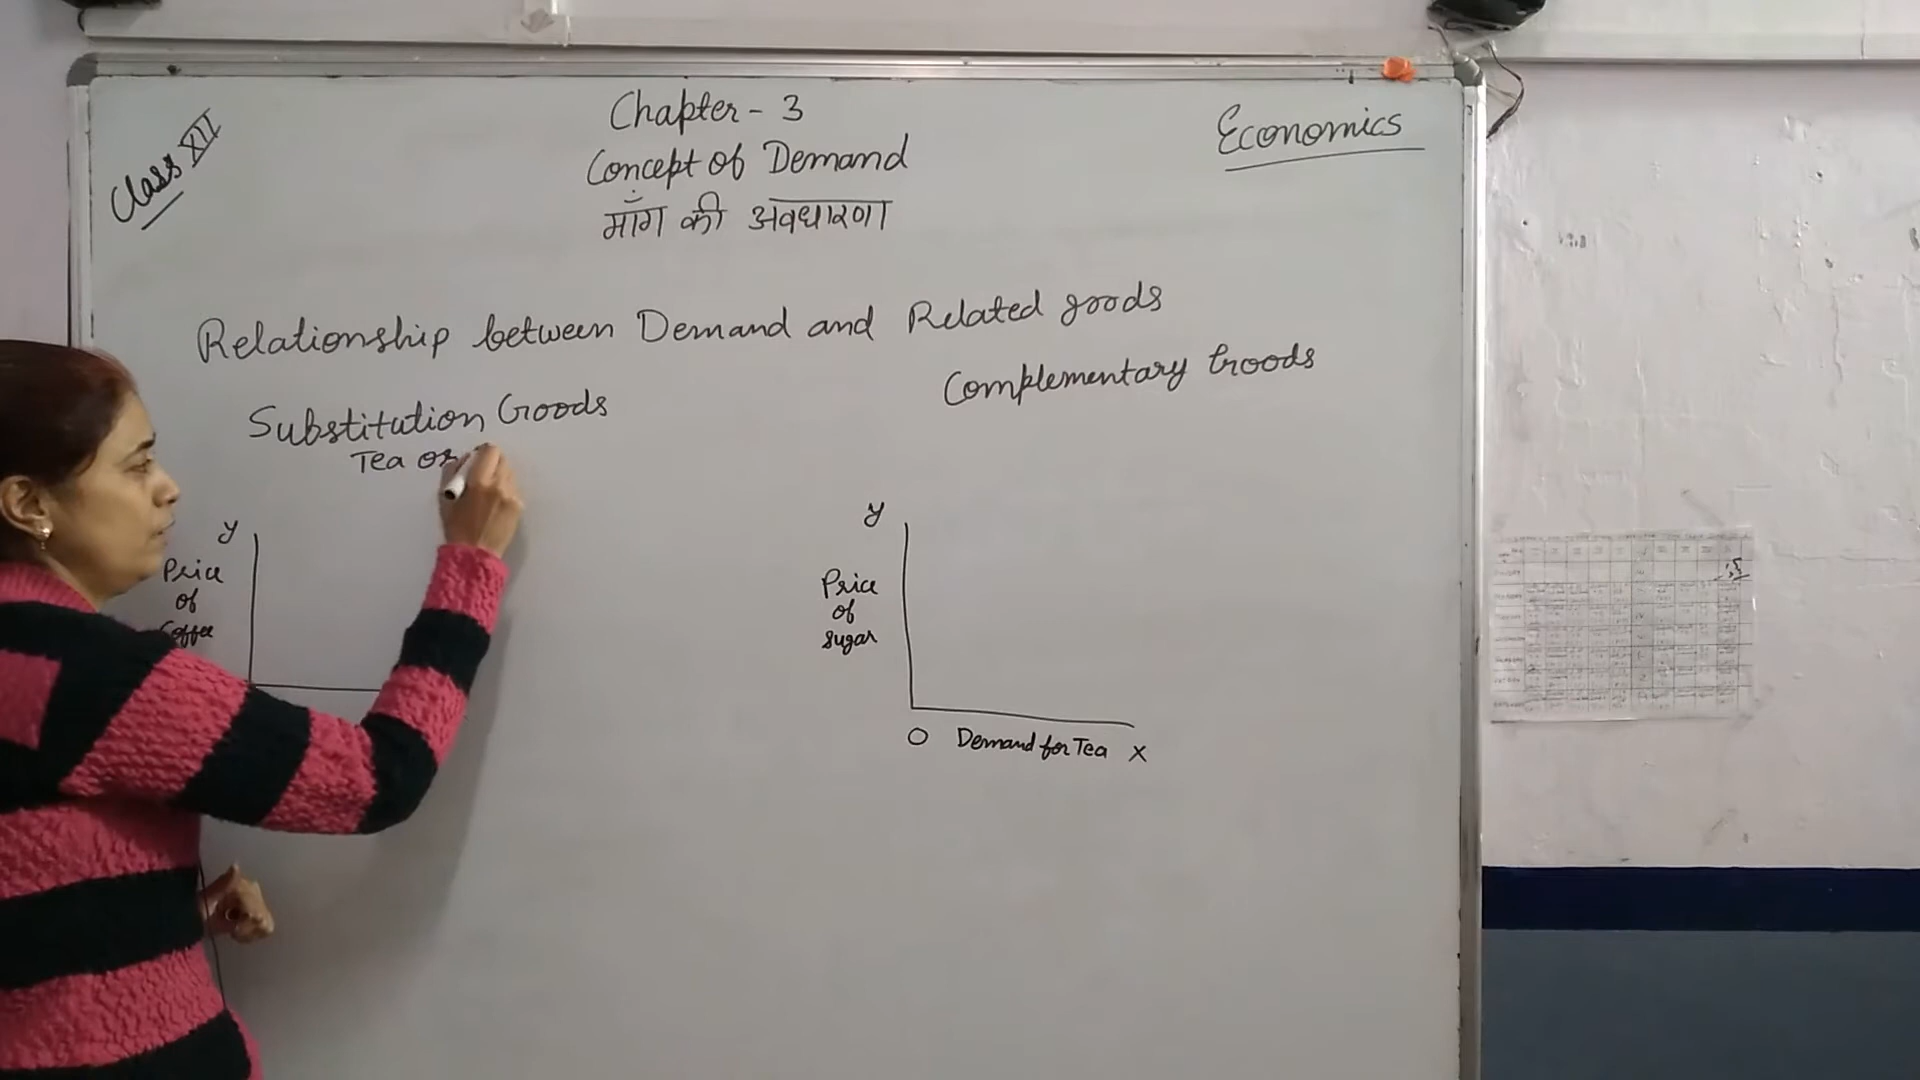 Class XII
Chapter - 3
Economics
Concept of Demand
मांग की अवधारणा
Relationship between Demand and Related goods
Substitution Goods
Complementary Goods
Tea or
y
Price
of
Coffee
y
Price
of
Sugar
O Demand for Tea X